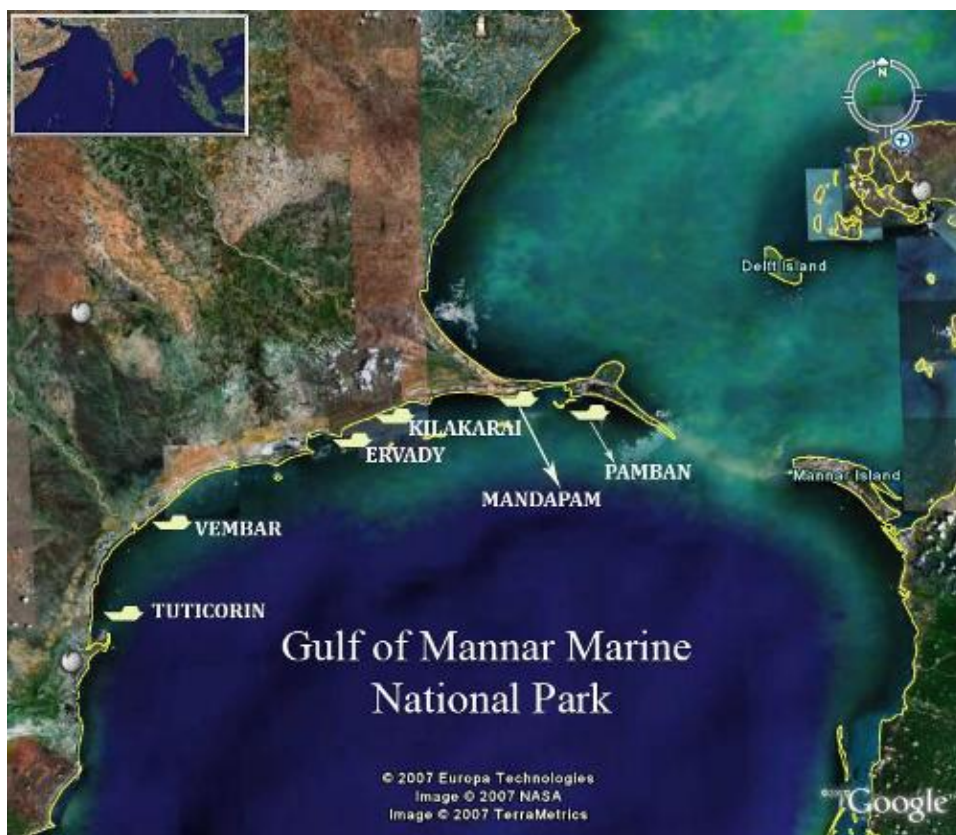 N
Delft Island
KILAKARAI
ERVADY
PAMBAN
Mannar Island
MANDAPAM
VEMBAR
TUTICORIN
Gulf of Mannar Marine
National Park
© 2007 Europa Technologies
Image © 2007 NASA
Image © 2007 TerraMetrics
Google